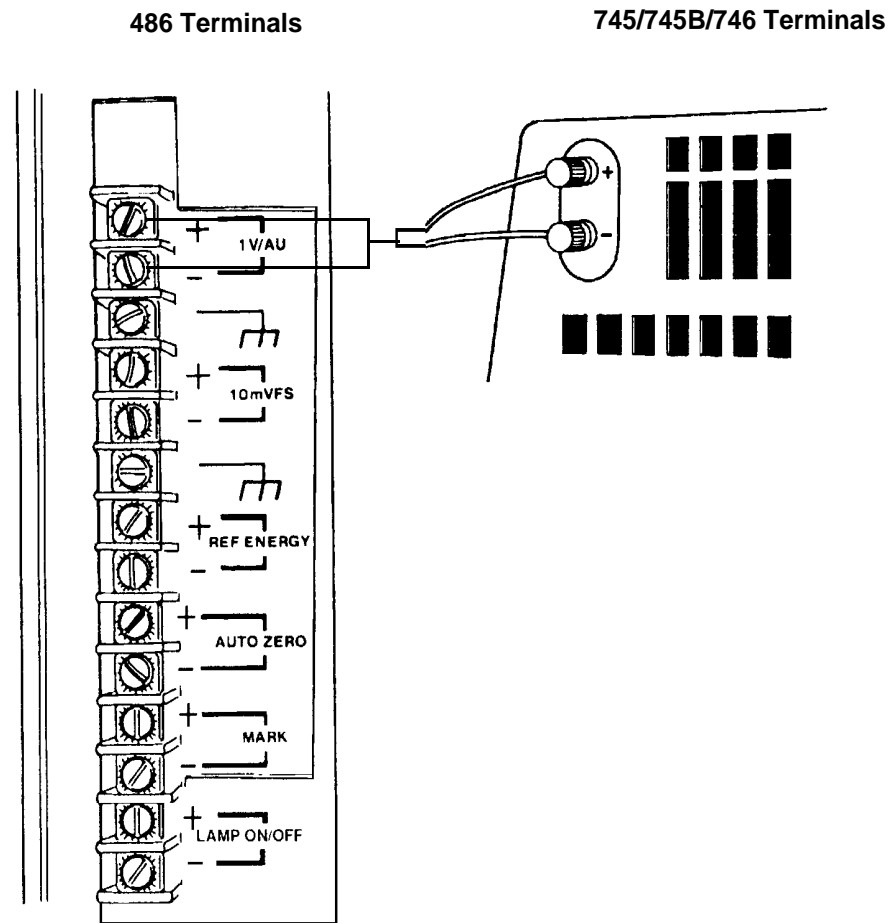 486 Terminals
745/745B/746 Terminals
+
1V/AU
-
+
10mVFS
-
+
REF ENERGY
-
+
AUTO ZERO
-
+
MARK
-
+
LAMP ON/OFF
-
+
-